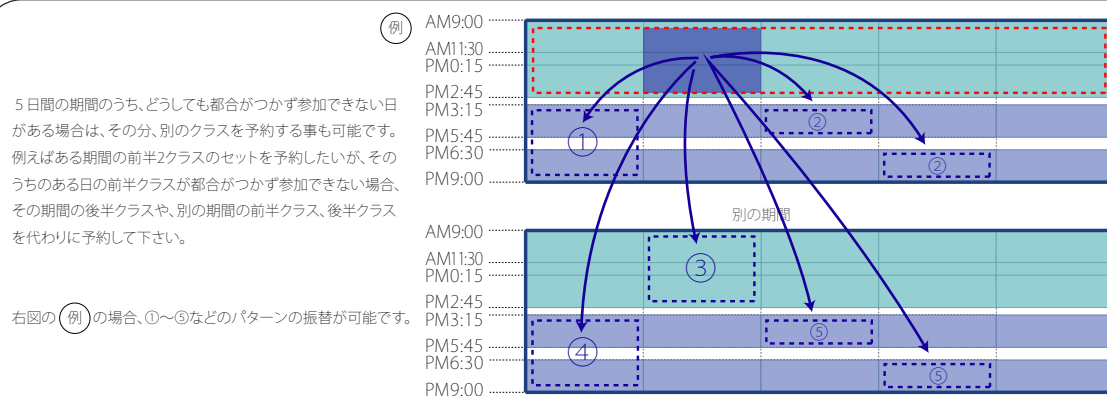 例
AM9:00
AM11:30
PM0:15
PM2:45
PM3:15
PM5:45
PM6:30
PM9:00
①
②
②
5日間の期間のうち、どうしても都合がつかず参加できない日
がある場合は、その分、別のクラスを予約する事も可能です。
例えばある期間の前半2クラスのセットを予約したいが、その
うちのある日の前半クラスが都合がつかず参加できない場合、
その期間の後半クラスや、別の期間の前半クラス、後半クラス
を代わりに予約して下さい。
右図の 例 の場合、①〜⑤などのパターンの振替が可能です。
別の期間
AM9:00
AM11:30
PM0:15
PM2:45
PM3:15
PM5:45
PM6:30
PM9:00
③
④
⑤
⑤